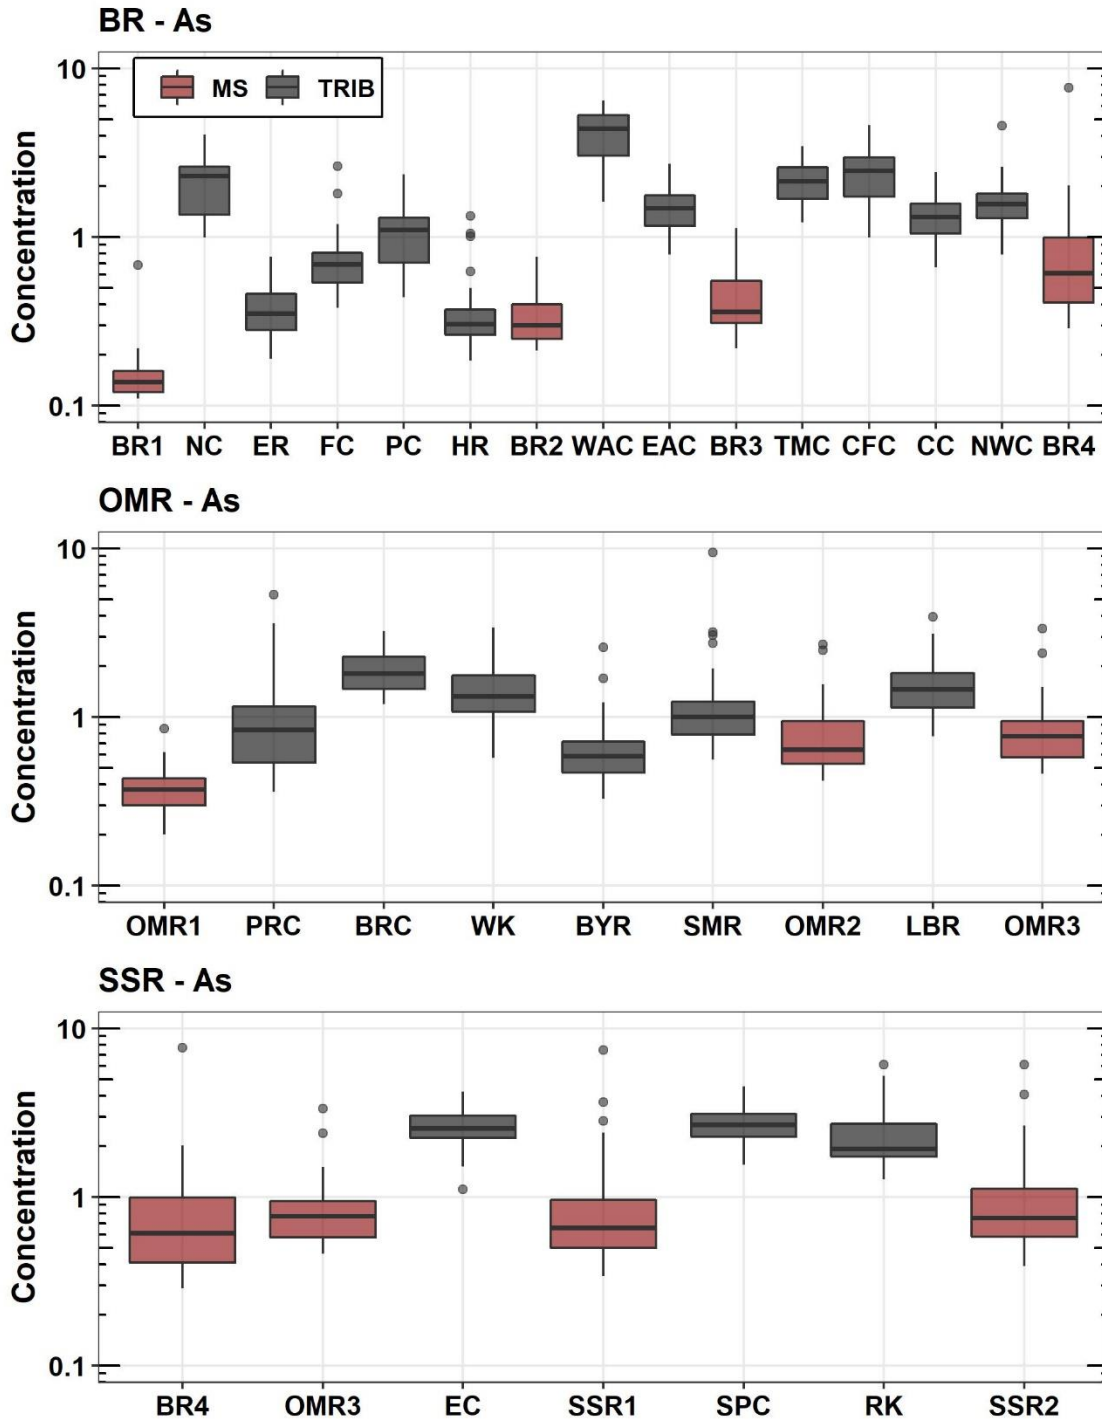 BR - As
MS TRIB
Concentration
10
1
0.1
BR1 NC ER FC PC HR BR2 WAC EAC BR3 TMC CFC CC NWC BR4
OMR - As
Concentration
10
1
0.1
OMR1 PRC BRC WK BYR SMR OMR2 LBR OMR3
SSR - As
Concentration
10
1
0.1
BR4 OMR3 EC SSR1 SPC RK SSR2